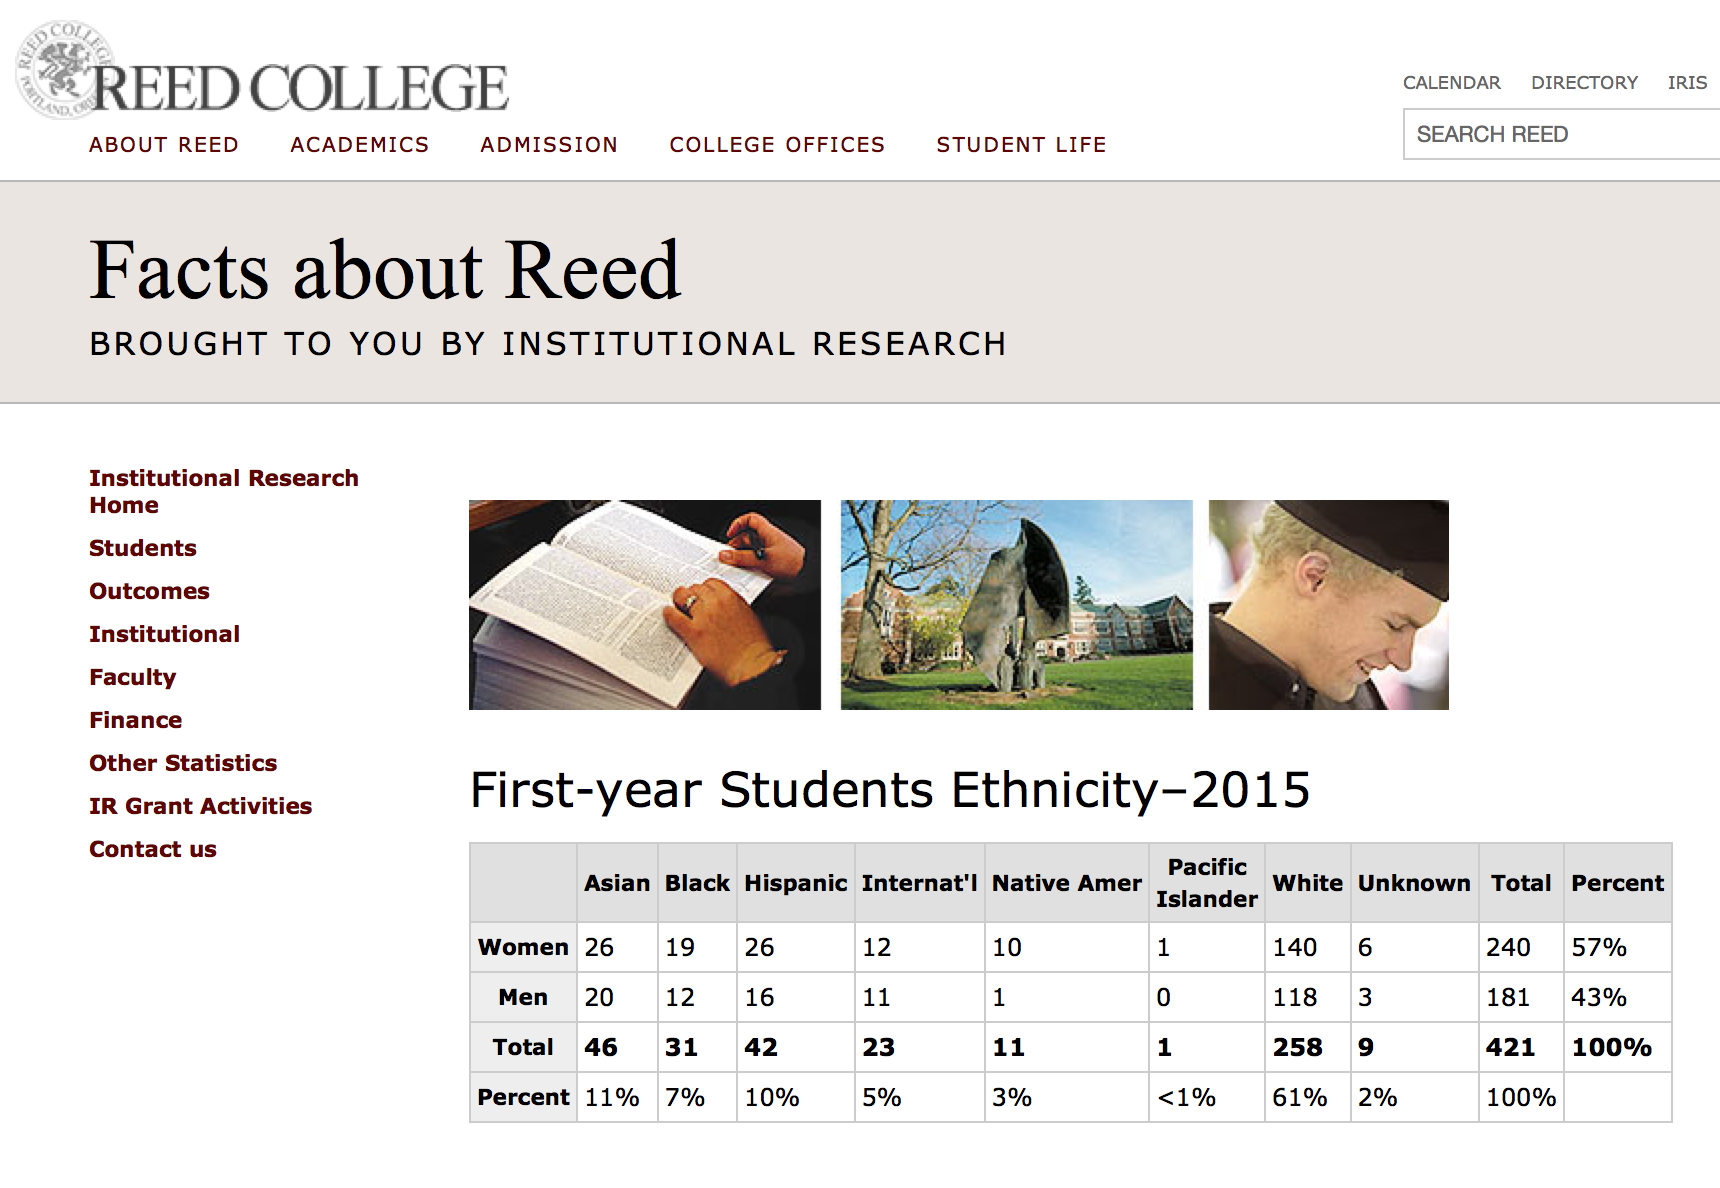 REED COLLEGE
PORTLAND, OREGON
REED COLLEGE
CALENDAR DIRECTORY IRIS
SEARCH REED
ABOUT REED ACADEMICS ADMISSION COLLEGE OFFICES STUDENT LIFE
Facts about Reed
BROUGHT TO YOU BY INSTITUTIONAL RESEARCH
Institutional Research
Home
Students
Outcomes
Institutional
Faculty
Finance
Other Statistics
IR Grant Activities
Contact us
First-year Students Ethnicity–2015
Asian Black Hispanic Internat'l Native Amer Pacific Islander White Unknown Total Percent
Women 26 19 26 12 10 1 140 6 240 57%
Men 20 12 16 11 1 0 118 3 181 43%
Total 46 31 42 23 11 1 258 9 421 100%
Percent 11% 7% 10% 5% 3% <1% 61% 2% 100%